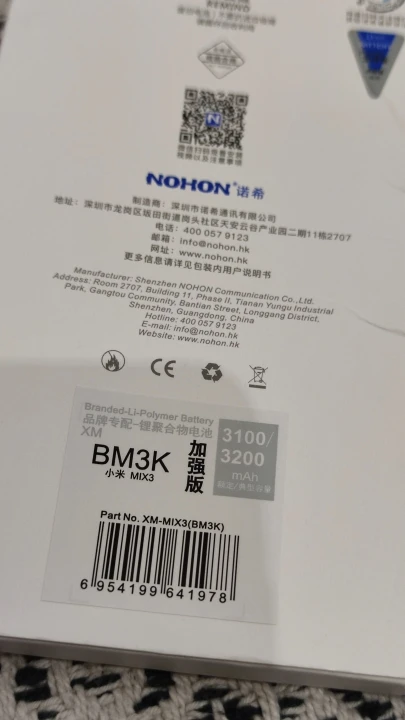 REMOVE
NOHON 诺希
制造商：深圳市诺希通讯有限公司
地址：深圳市龙岗区坂田街道岗头社区天安云谷产业园二期11栋2707
电话：400 057 9123
邮箱：info@nohon.hk
网址：www.nohon.hk
更多信息请详见包装内用户说明书
Manufacturer: Shenzhen NOHON Communication Co.,Ltd.
Address: Room 2707, Building 11, Phase II, Tianan Yungu Industrial
Park, Gangtou Community, Bantian Street, Longgang District,
Shenzhen, Guangdong, China
Hotline: 400 057 9123
E-mail: info@nohon.hk
Website: www.nohon.hk
CE
Branded-Li-Polymer Battery
品牌专配-锂聚合物电池
XM
BM3K
小米 MIX3
加强版
3100/
3200
mAh
额定/典型容量
Part No. XM-MIX3(BM3K)
6 954199 641978